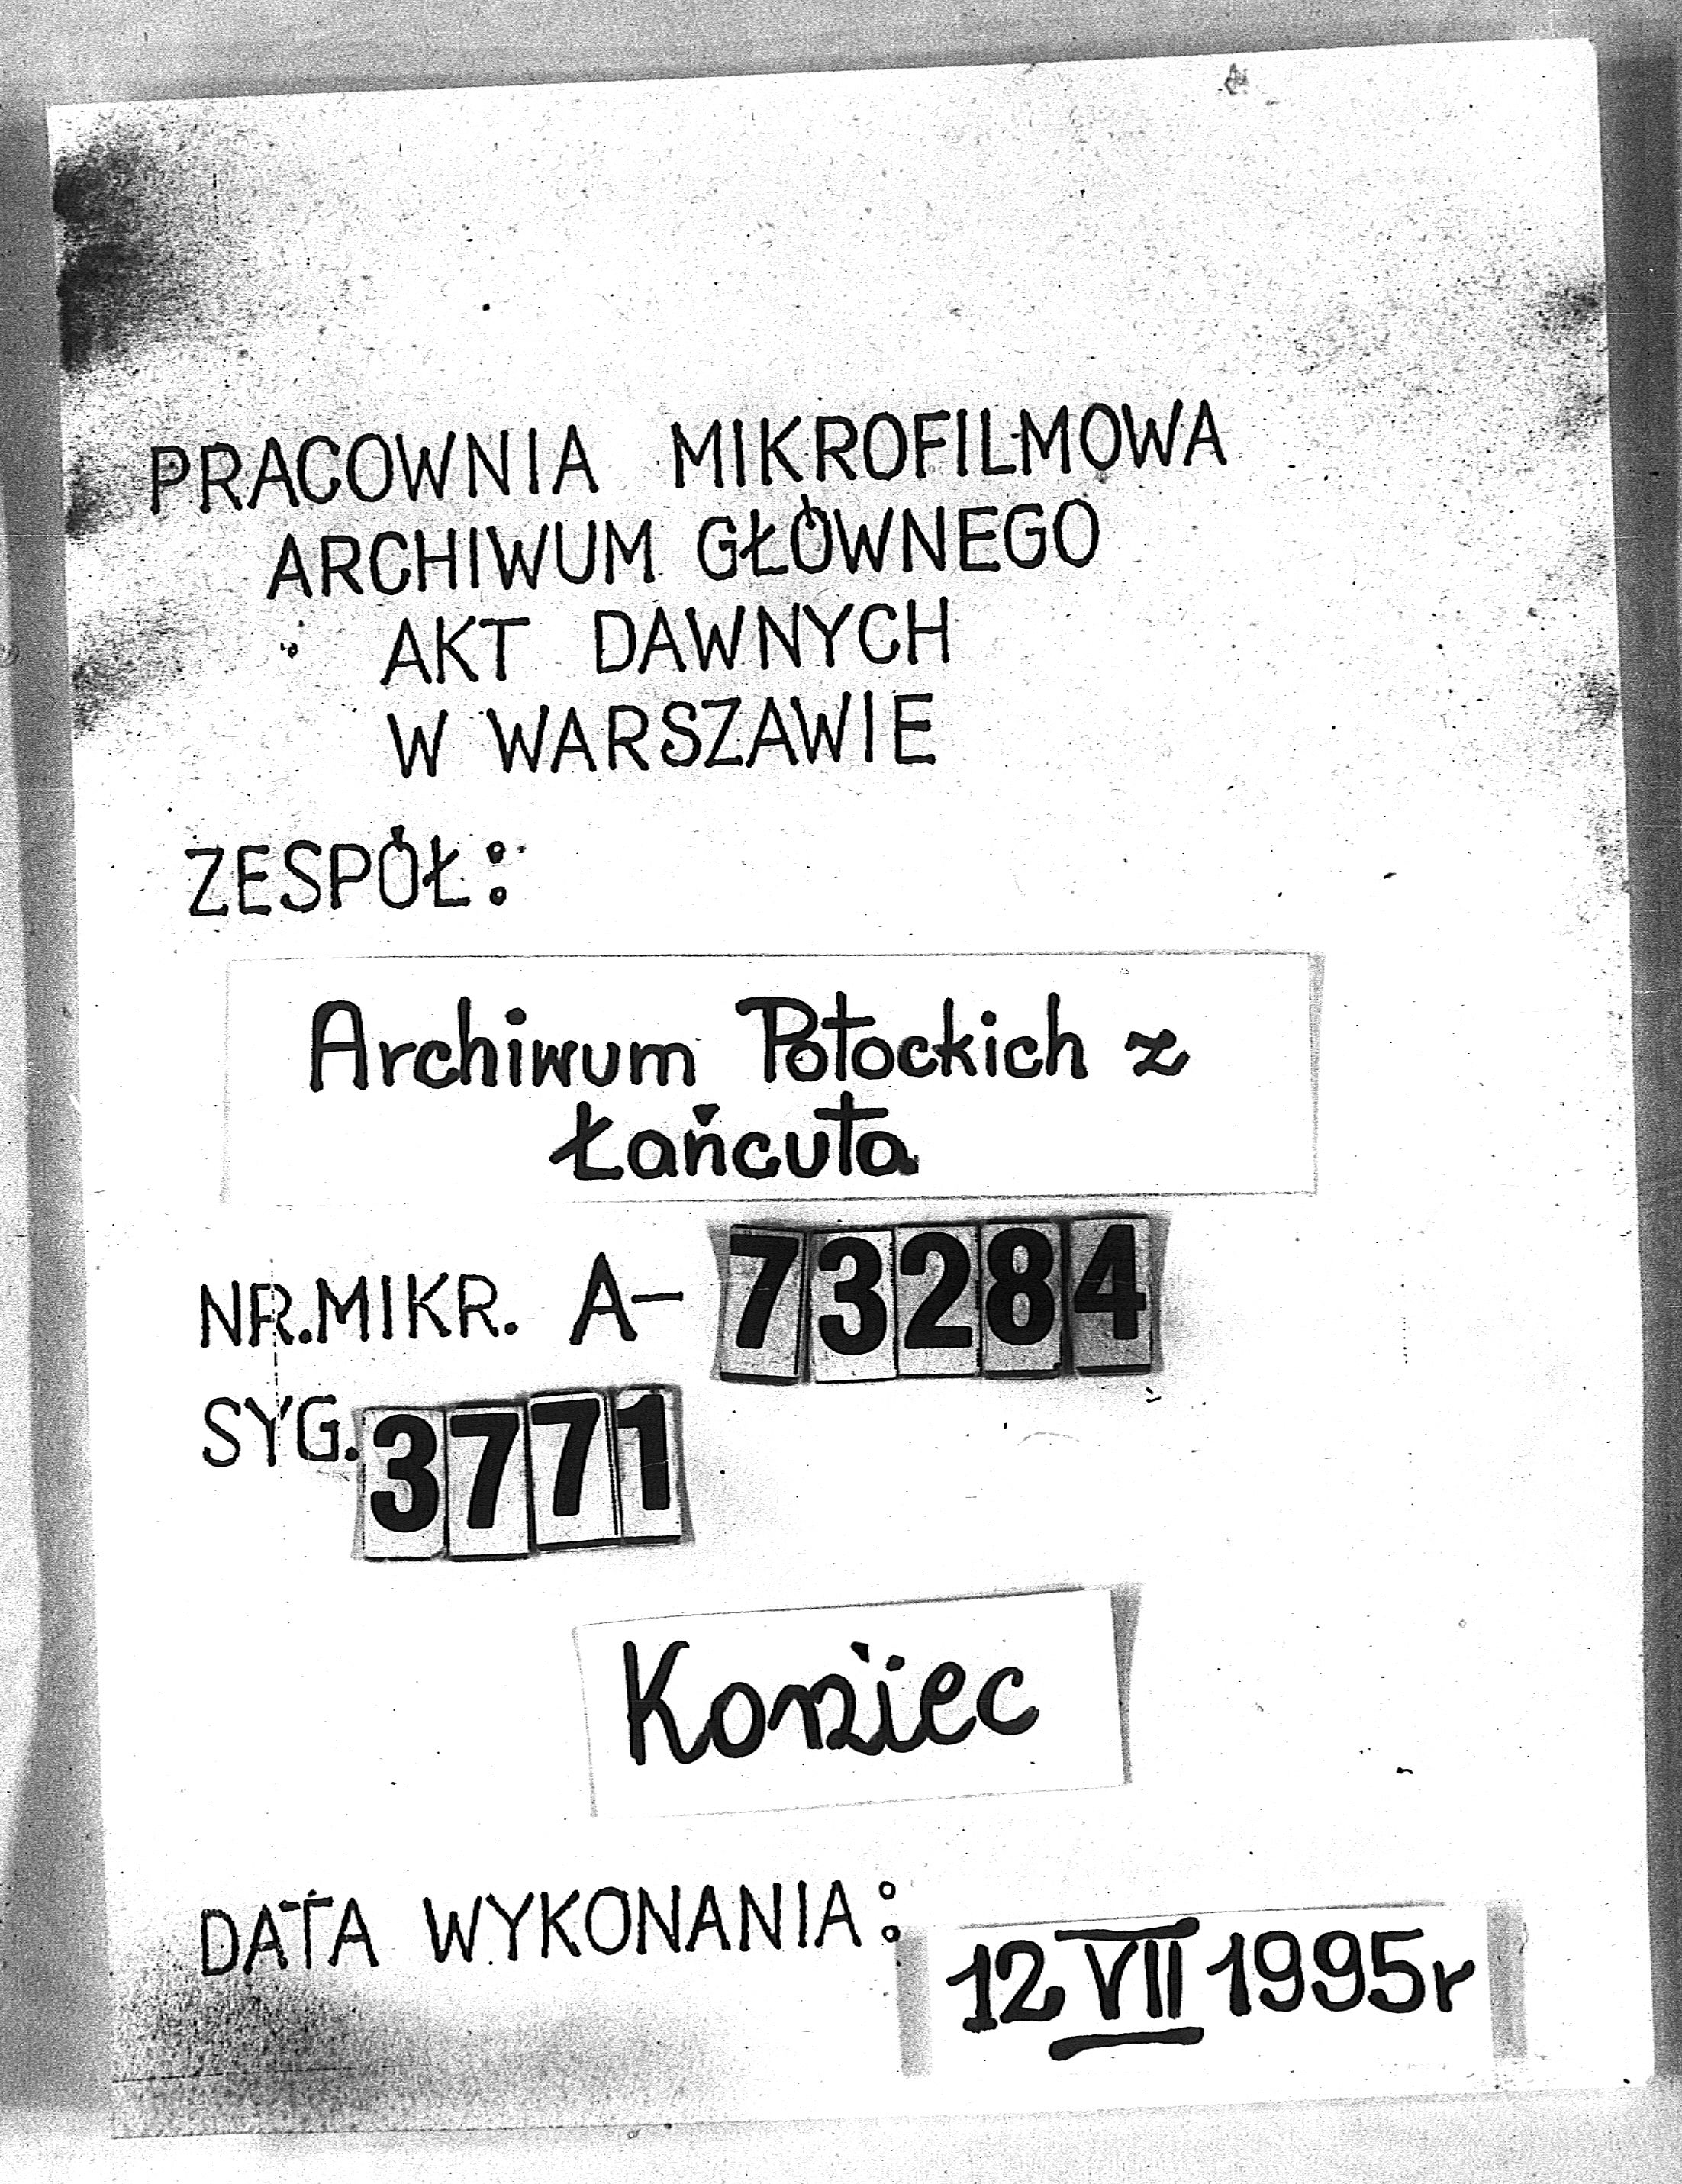 PRACOWNIA MIKROFILMOWA
ARCHIWUM GŁÓWNEGO
AKT DAWNYCH
W WARSZAWIE
ZESPÓŁ:
Archiwum Potockich z
Łańcuta
NR.MIKR. A- 73284
SYG. 3771
Koniec
DATA WYKONANIA:
12 VII 1995r